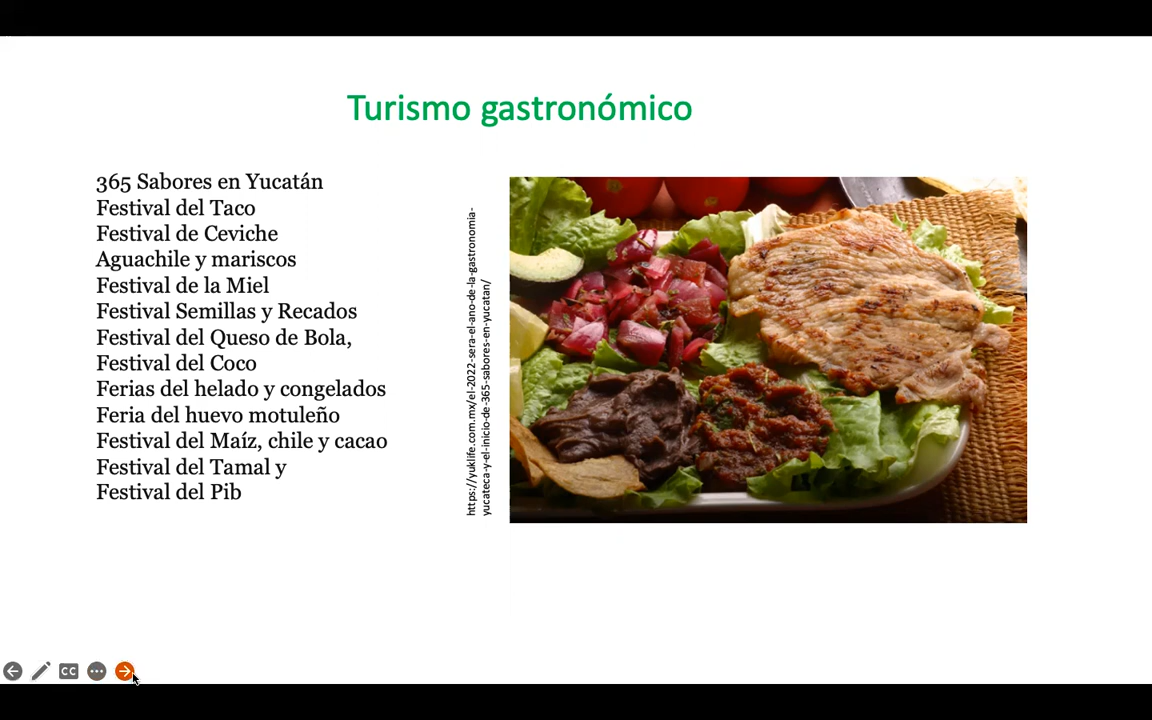 Turismo gastronómico
365 Sabores en Yucatán
Festival del Taco
Festival de Ceviche
Aguachile y mariscos
Festival de la Miel
Festival Semillas y Recados
Festival del Queso de Bola,
Festival del Coco
Ferias del helado y congelados
Feria del huevo motuleño
Festival del Maíz, chile y cacao
Festival del Tamal y
Festival del Pib
https://yuklife.com.mx/el-2022-sera-el-ano-de-la-gastronomia-
yucateca-y-el-inicio-de-365-sabores-en-yucatan/
CC